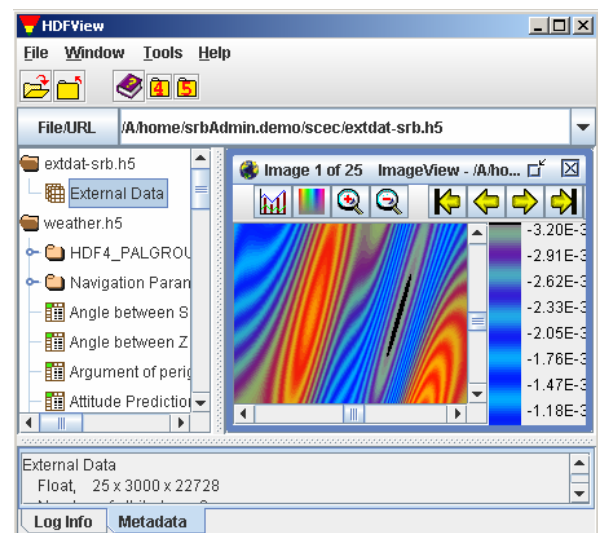 HDFView
File Window Tools Help
4 5
File/URL /A/home/srbAdmin.demo/scec/extdat-srb.h5
extdat-srb.h5
External Data
weather.h5
HDF4_PALGROU
Navigation Paran
Angle between S
Angle between Z
Argument of perig
Attitude Prediction
Image 1 of 25 ImageView - /A/ho...
-3.20E-3
-2.91E-3
-2.62E-3
-2.33E-3
-2.05E-3
-1.76E-3
-1.47E-3
-1.18E-3
External Data
Float, 25 x 3000 x 22728
Log Info Metadata